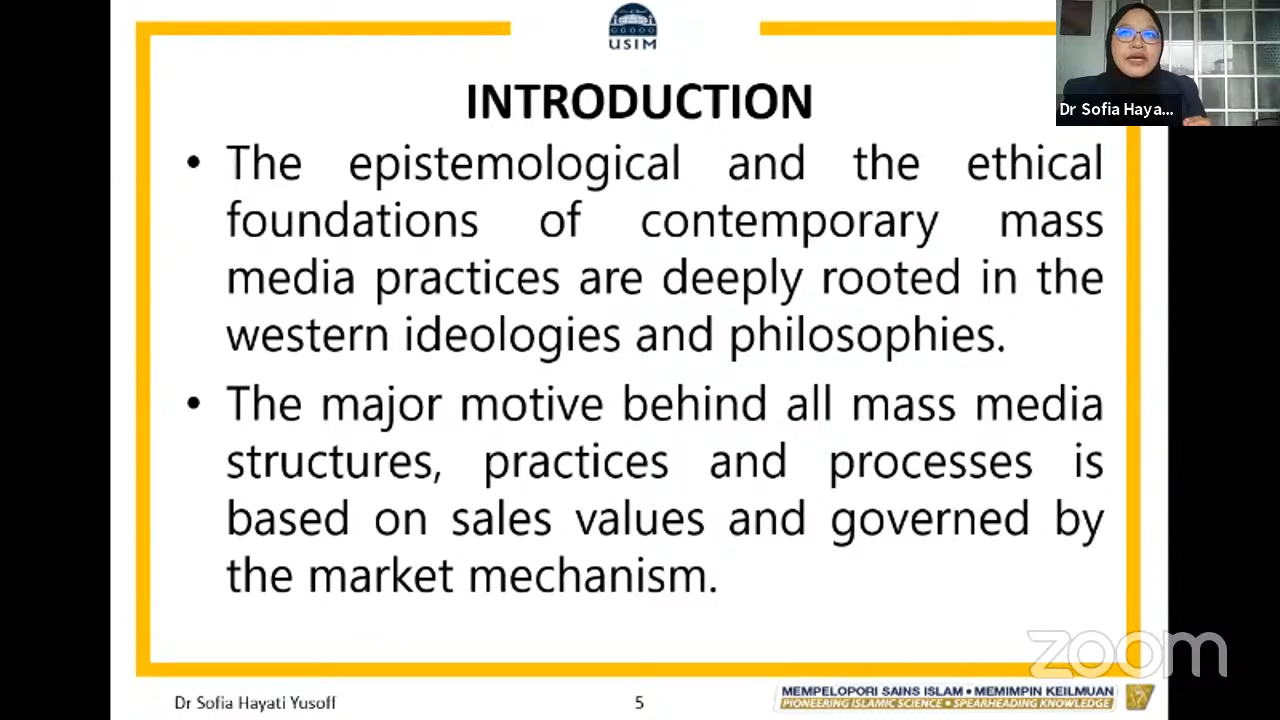 USIM
Dr Sofia Haya...
INTRODUCTION
• The epistemological and the ethical
foundations of contemporary mass
media practices are deeply rooted in the
western ideologies and philosophies.
• The major motive behind all mass media
structures, practices and processes is
based on sales values and governed by
the market mechanism.
zoom
Dr Sofia Hayati Yusoff
5
MEMPELOPORI SAINS ISLAM • MEMIMPIN KEILMUAN
PIONEERING ISLAMIC SCIENCE • SPEARHEADING KNOWLEDGE